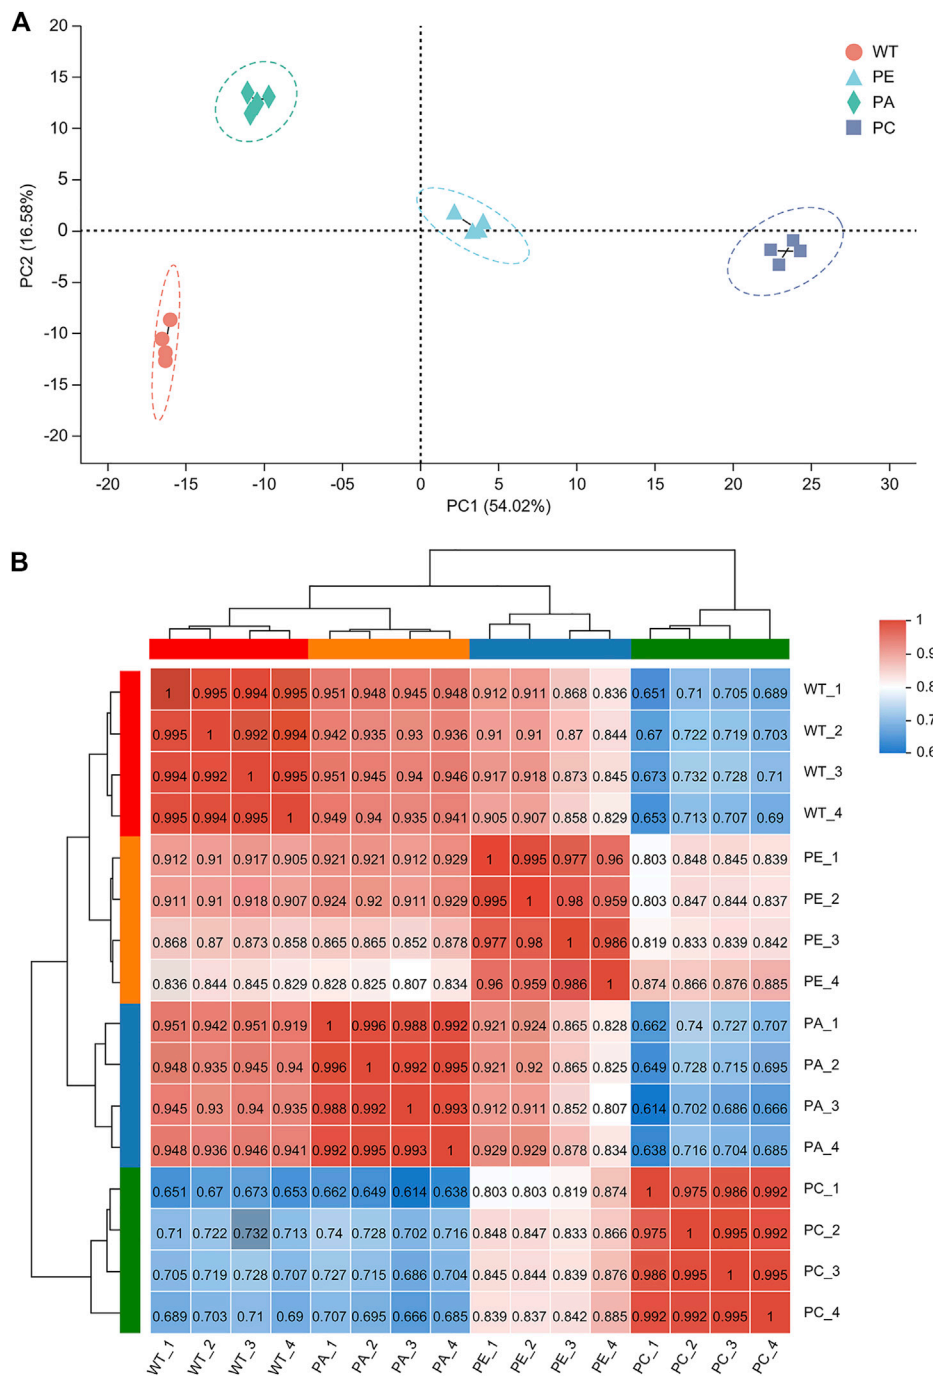 A
20
15
10
5
0
-5
-10
-15
-20
PC2 (16.58%)
WT
PE
PA
PC
-20 -15 -10 -05 0 5 10 15 20 25 30
PC1 (54.02%)
B
1
0.9
0.8
0.7
0.6
1 0.995 0.994 0.995 0.951 0.948 0.945 0.948 0.912 0.911 0.868 0.836 0.651 0.71 0.705 0.689 WT_1
0.995 1 0.992 0.994 0.942 0.935 0.93 0.936 0.91 0.91 0.87 0.844 0.67 0.722 0.719 0.703 WT_2
0.994 0.992 1 0.995 0.951 0.945 0.94 0.946 0.917 0.918 0.873 0.845 0.673 0.732 0.728 0.71 WT_3
0.995 0.994 0.995 1 0.949 0.94 0.935 0.941 0.905 0.907 0.858 0.829 0.653 0.713 0.707 0.69 WT_4
0.912 0.91 0.917 0.905 0.921 0.921 0.912 0.929 1 0.995 0.977 0.96 0.803 0.848 0.845 0.839 PE_1
0.911 0.91 0.918 0.907 0.924 0.92 0.911 0.929 0.995 1 0.98 0.959 0.803 0.847 0.844 0.837 PE_2
0.868 0.87 0.873 0.858 0.865 0.865 0.852 0.878 0.977 0.98 1 0.986 0.819 0.833 0.839 0.842 PE_3
0.836 0.844 0.845 0.829 0.828 0.825 0.807 0.834 0.96 0.959 0.986 1 0.874 0.866 0.876 0.885 PE_4
0.951 0.942 0.951 0.919 1 0.996 0.988 0.992 0.921 0.924 0.865 0.828 0.662 0.74 0.727 0.707 PA_1
0.948 0.935 0.945 0.94 0.996 1 0.992 0.995 0.921 0.92 0.865 0.825 0.649 0.728 0.715 0.695 PA_2
0.945 0.93 0.94 0.935 0.988 0.992 1 0.993 0.912 0.911 0.852 0.807 0.614 0.702 0.686 0.666 PA_3
0.948 0.936 0.946 0.941 0.992 0.995 0.993 1 0.929 0.929 0.878 0.834 0.638 0.716 0.704 0.685 PA_4
0.651 0.67 0.673 0.653 0.662 0.649 0.614 0.638 0.803 0.803 0.819 0.874 1 0.975 0.986 0.992 PC_1
0.71 0.722 0.732 0.713 0.74 0.728 0.702 0.716 0.848 0.847 0.833 0.866 0.975 1 0.995 0.992 PC_2
0.705 0.719 0.728 0.707 0.727 0.715 0.686 0.704 0.845 0.844 0.839 0.876 0.986 0.995 1 0.995 PC_3
0.689 0.703 0.71 0.69 0.707 0.695 0.666 0.685 0.839 0.837 0.842 0.885 0.992 0.992 0.995 1 PC_4
WT_1 WT_2 WT_3 WT_4 PA_1 PA_2 PA_3 PA_4 PE_1 PE_2 PE_3 PE_4 PC_1 PC_2 PC_3 PC_4